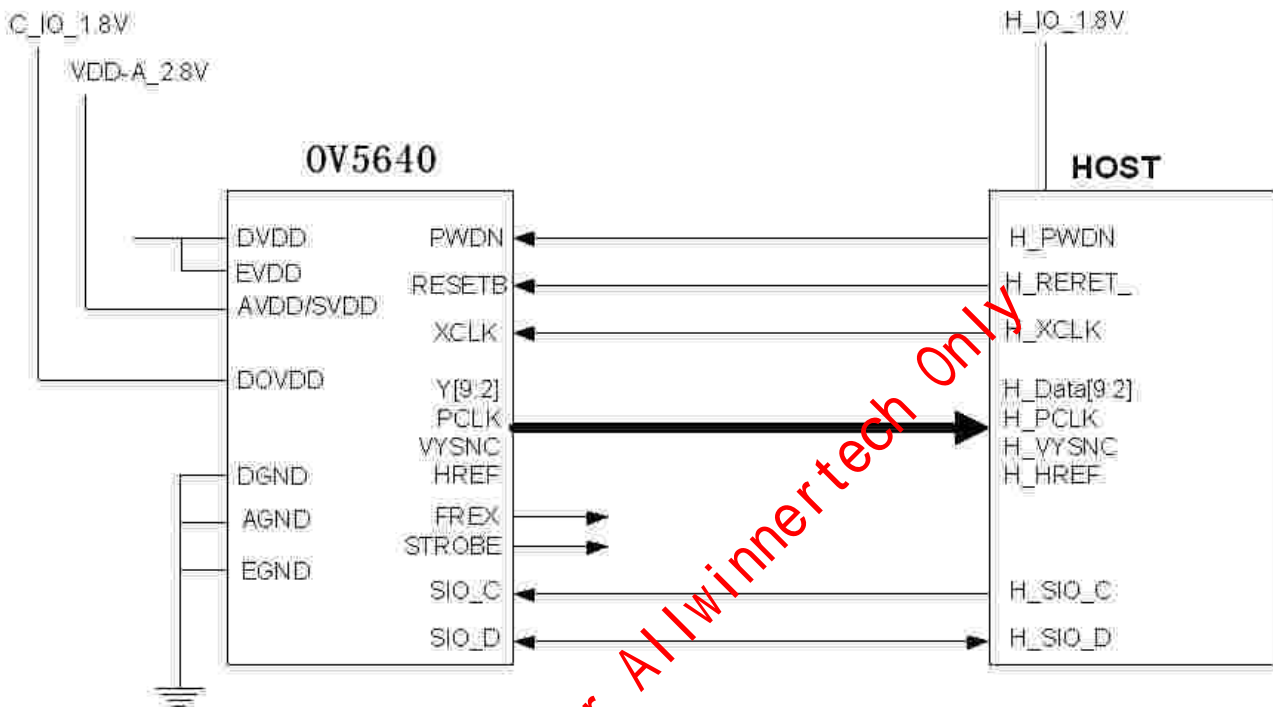 C_IO_1.8V
VDD-A_2.8V
H_IO_1.8V
OV5640
HOST
DVDD
EVDD
AVDD/SVDD
DOVDD
DGND
AGND
EGND
PWDN
RESETB
XCLK
Y[9:2]
PCLK
VYSNC
HREF
FREX
STROBE
SIO_C
SIO_D
H_PWDN
H_RERET_
H_XCLK
H_Data[9:2]
H_PCLK
H_VYSNC
H_HREF
H_SIO_C
H_SIO_D
r Allwinnertech Only